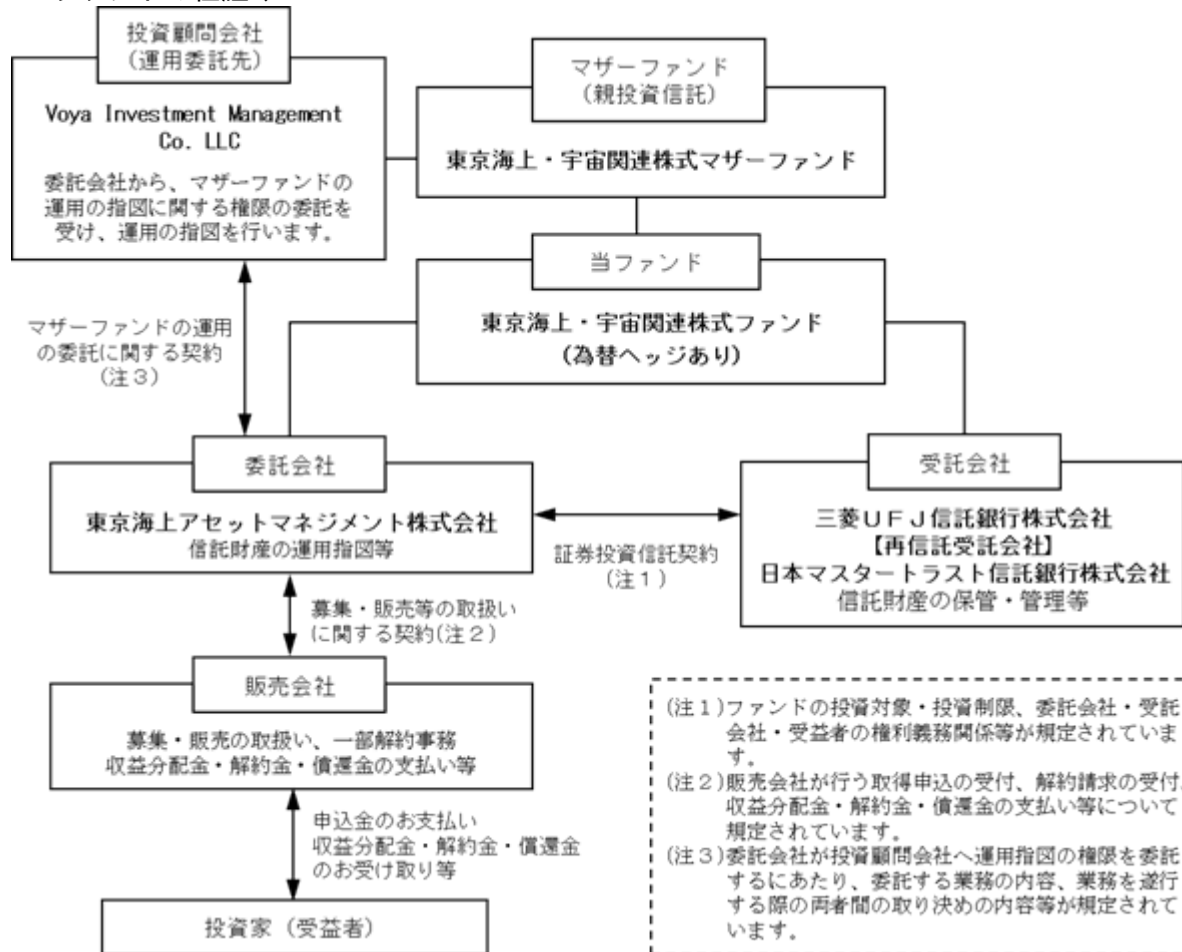 投資顧問会社
(運用委託先)
Voya Investment Management
Co. LLC
委託会社から、マザーファンドの
運用の指図に関する権限の委託を
受け、運用の指図を行います。
マザーファンド
(親投資信託)
東京海上・宇宙関連株式マザーファンド
当ファンド
東京海上・宇宙関連株式ファンド
(為替ヘッジあり)
マザーファンドの運用
の委託に関する契約
(注3)
委託会社
東京海上アセットマネジメント株式会社
信託財産の運用指図等
証券投資信託契約
(注1)
受託会社
三菱UFJ信託銀行株式会社
【再信託受託会社】
日本マスタートラスト信託銀行株式会社
信託財産の保管・管理等
募集・販売等の取扱い
に関する契約(注2)
販売会社
募集・販売の取扱い、一部解約事務
収益分配金・解約金・償還金の支払い等
申込金のお支払い
収益分配金・解約金・償還金
のお受け取り等
投資家(受益者)
(注1)ファンドの投資対象・投資制限、委託会社・受託
会社・受益者の権利義務関係等が規定されていま
す。
(注2)販売会社が行う取得申込の受付、解約請求の受付、
収益分配金・解約金・償還金の支払い等について
規定されています。
(注3)委託会社が投資顧問会社へ運用指図の権限を委託
するにあたり、委託する業務の内容、業務を遂行
する際の両者間の取り決めの内容等が規定されて
います。